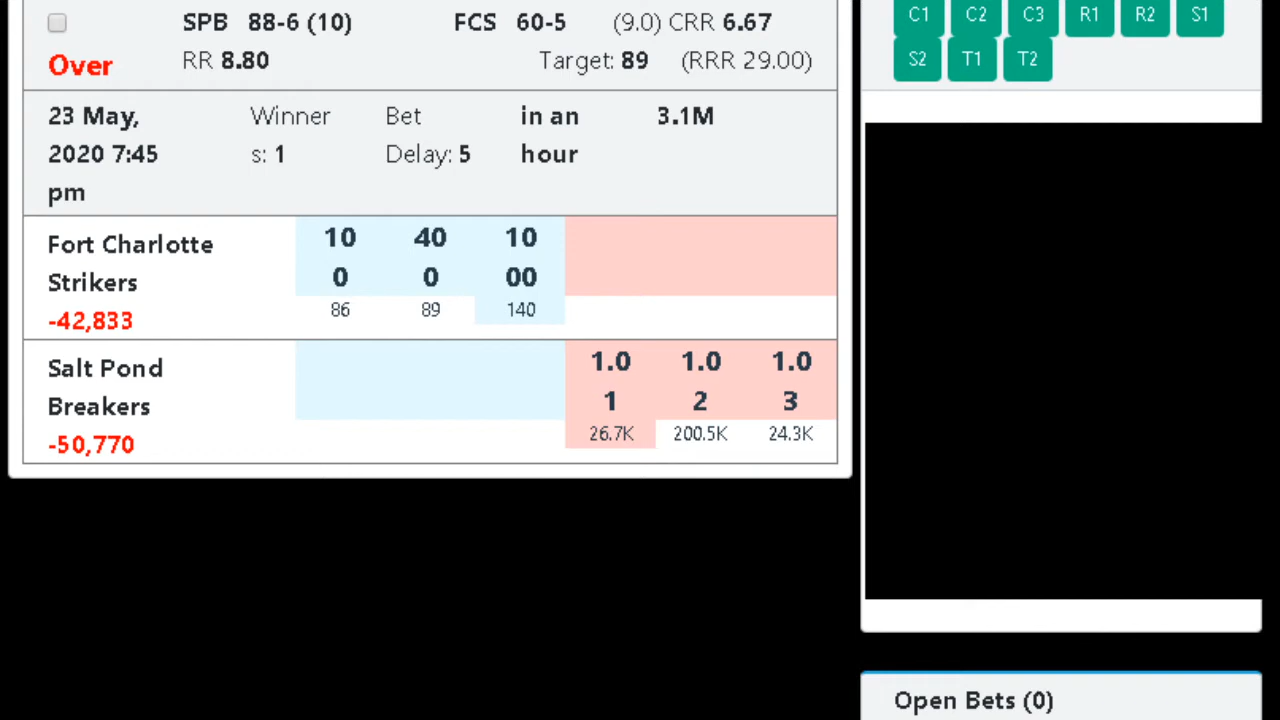 SPB 88-6 (10) FCS 60-5 (9.0) CRR 6.67
Over RR 8.80 Target: 89 (RRR 29.00)
23 May, Winner Bet in an 3.1M
2020 7:45 s: 1 Delay: 5 hour
pm
Fort Charlotte 10 40 10
Strikers 0 0 00
-42,833 86 89 140
Salt Pond 1.0 1.0 1.0
Breakers 1 2 3
-50,770 26.7K 200.5K 24.3K
C1 C2 C3 R1 R2 S1
S2 T1 T2
Open Bets (0)